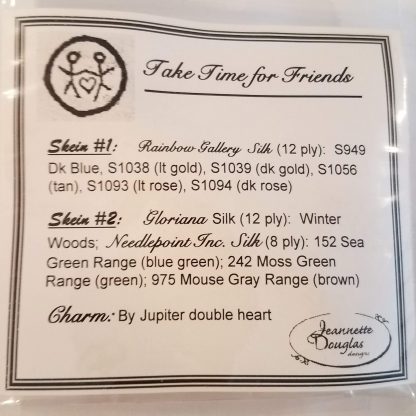 Take Time for Friends
Skein #1: Rainbow Gallery Silk (12 ply): S949
Dk Blue, S1038 (lt gold), S1039 (dk gold), S1056
(tan), S1093 (lt rose), S1094 (dk rose)
Skein #2: Gloriana Silk (12 ply): Winter
Woods; Needlepoint Inc. Silk (8 ply): 152 Sea
Green Range (blue green); 242 Moss Green
Range (green); 975 Mouse Gray Range (brown)
Charm: By Jupiter double heart
Jeannette
Douglas
designs